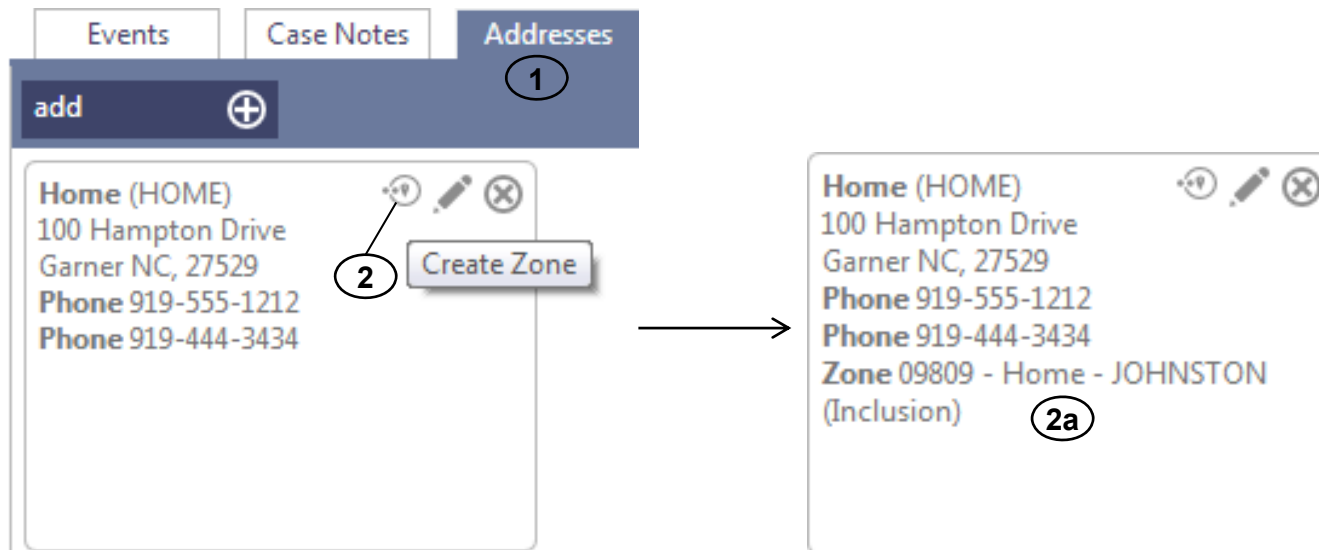 Events
Case Notes
Addresses
1
add
Home (HOME)
100 Hampton Drive
Garner NC, 27529
Phone 919-555-1212
Phone 919-444-3434
2
Create Zone
Home (HOME)
100 Hampton Drive
Garner NC, 27529
Phone 919-555-1212
Phone 919-444-3434
Zone 09809 - Home - JOHNSTON
(Inclusion)
2a